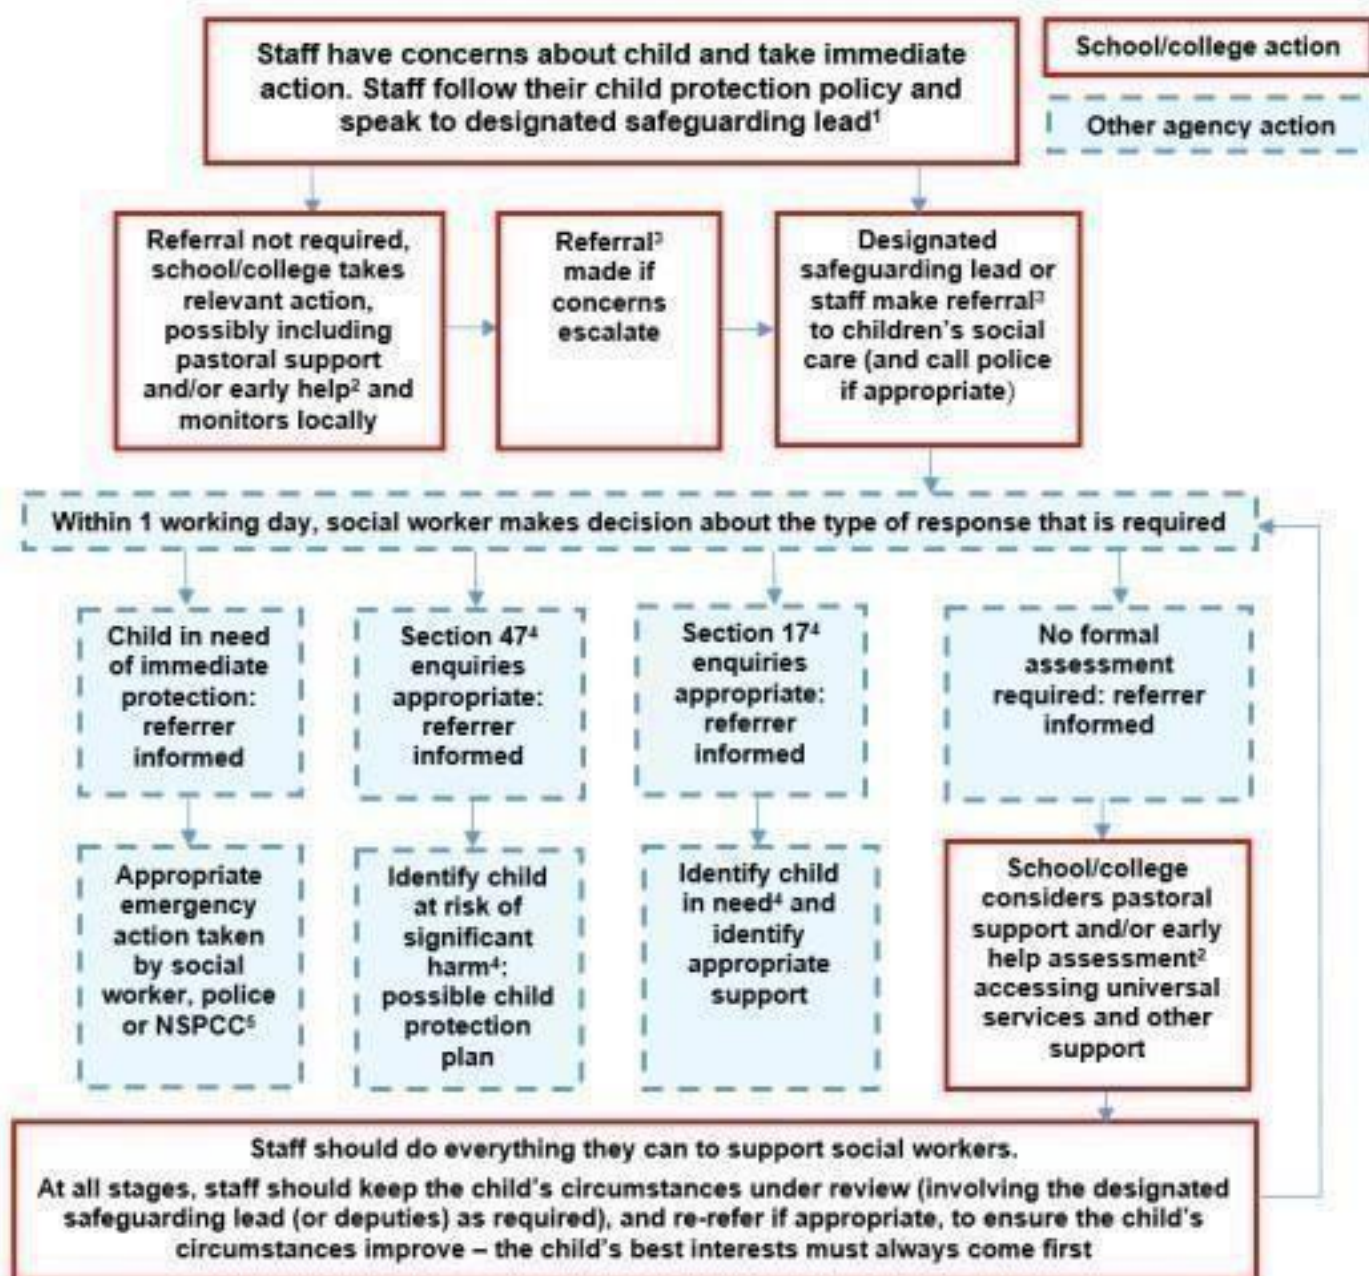 Staff have concerns about child and take immediate
action. Staff follow their child protection policy and
speak to designated safeguarding lead¹
School/college action
Other agency action
Referral not required,
school/college takes
relevant action,
possibly including
pastoral support
and/or early help² and
monitors locally
Referral³
made if
concerns
escalate
Designated
safeguarding lead or
staff make referral³
to children’s social
care (and call police
if appropriate)
Within 1 working day, social worker makes decision about the type of response that is required
Child in need
of immediate
protection:
referrer
informed
Section 47⁴
enquiries
appropriate:
referrer
informed
Section 17⁴
enquiries
appropriate:
referrer
informed
No formal
assessment
required: referrer
informed
Appropriate
emergency
action taken
by social
worker, police
or NSPCC⁵
Identify child
at risk of
significant
harm⁴:
possible child
protection
plan
Identify child
in need⁴ and
identify
appropriate
support
School/college
considers pastoral
support and/or early
help assessment²
accessing universal
services and other
support
Staff should do everything they can to support social workers.
At all stages, staff should keep the child’s circumstances under review (involving the designated
safeguarding lead (or deputies) as required), and re-refer if appropriate, to ensure the child’s
circumstances improve – the child’s best interests must always come first